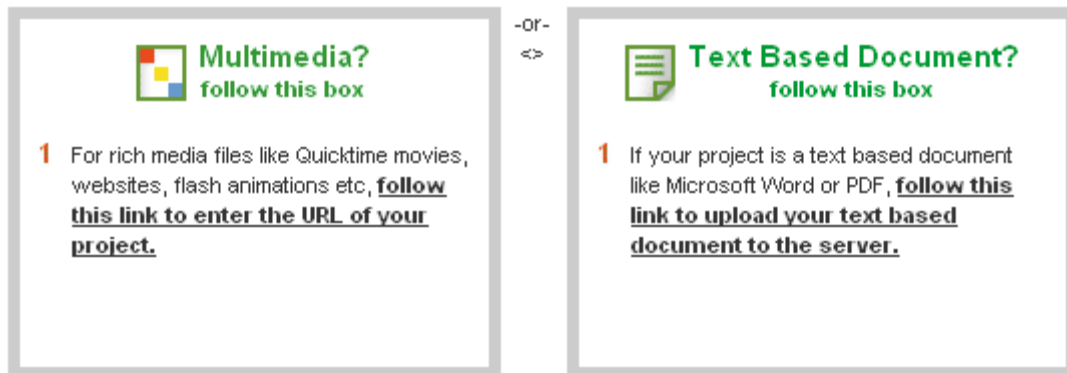 Multimedia?
follow this box
1 For rich media files like Quicktime movies,
websites, flash animations etc, follow
this link to enter the URL of your
project.
-or-
<>
Text Based Document?
follow this box
1 If your project is a text based document
like Microsoft Word or PDF, follow this
link to upload your text based
document to the server.